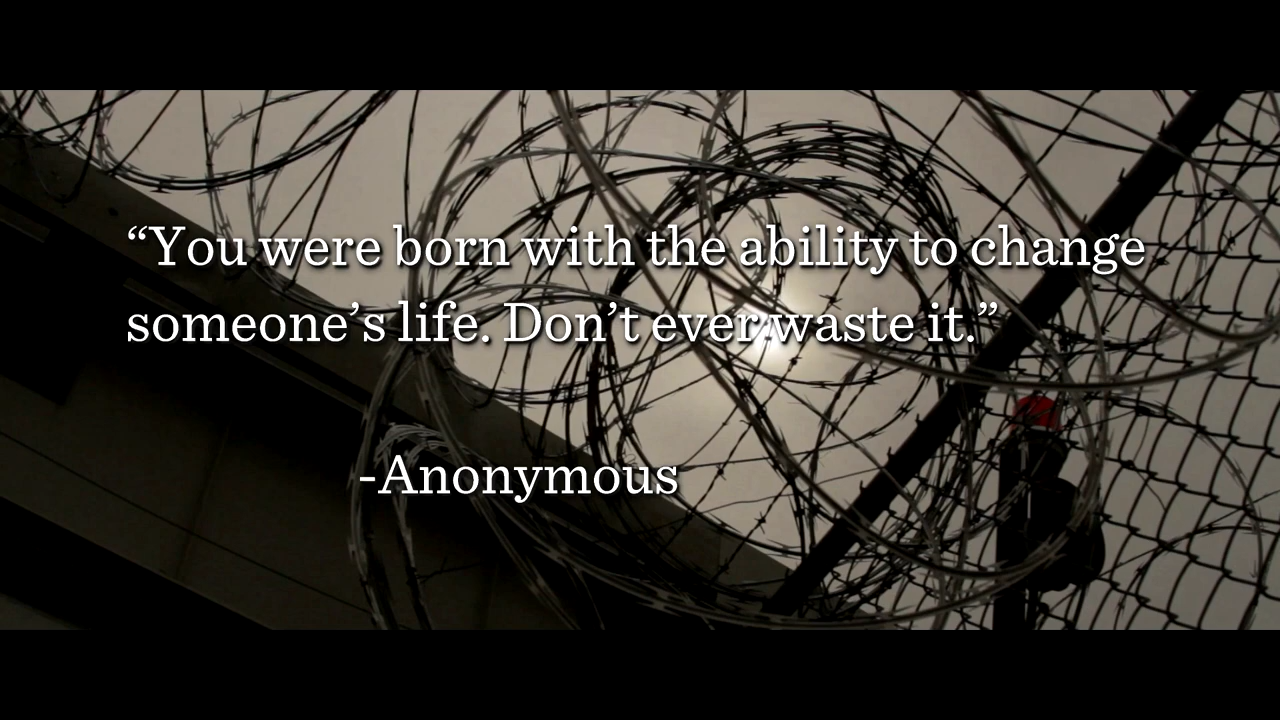 “You were born with the ability to change
someone’s life. Don’t ever waste it.”
-Anonymous